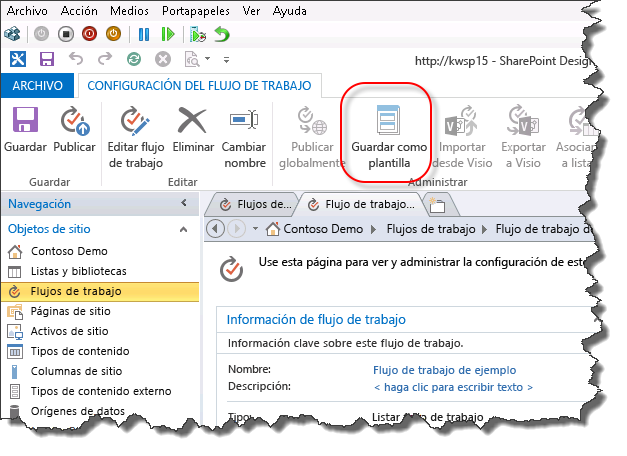 Archivo Acción Medios Portapapeles Ver Ayuda
http://kwsp15 - SharePoint Design
ARCHIVO CONFIGURACIÓN DEL FLUJO DE TRABAJO
Guardar Publicar Editar flujo de trabajo Eliminar Cambiar nombre Publicar globalmente Guardar como plantilla Importar desde Visio Exportar a Visio Asocia a lista
Guardar Editar Administrar
Navegación
Flujos de... Flujo de trabajo...
Objetos de sitio
Contoso Demo Flujos de trabajo Flujo de trabajo de
Contoso Demo
Listas y bibliotecas
Flujos de trabajo
Páginas de sitio
Activos de sitio
Tipos de contenido
Columnas de sitio
Tipos de contenido externo
Orígenes de datos
Use esta página para ver y administrar la configuración de este
Información de flujo de trabajo
Información clave sobre este flujo de trabajo.
Nombre: Flujo de trabajo de ejemplo
Descripción: < haga clic para escribir texto >
Tipo: Listar flujo de trabajo